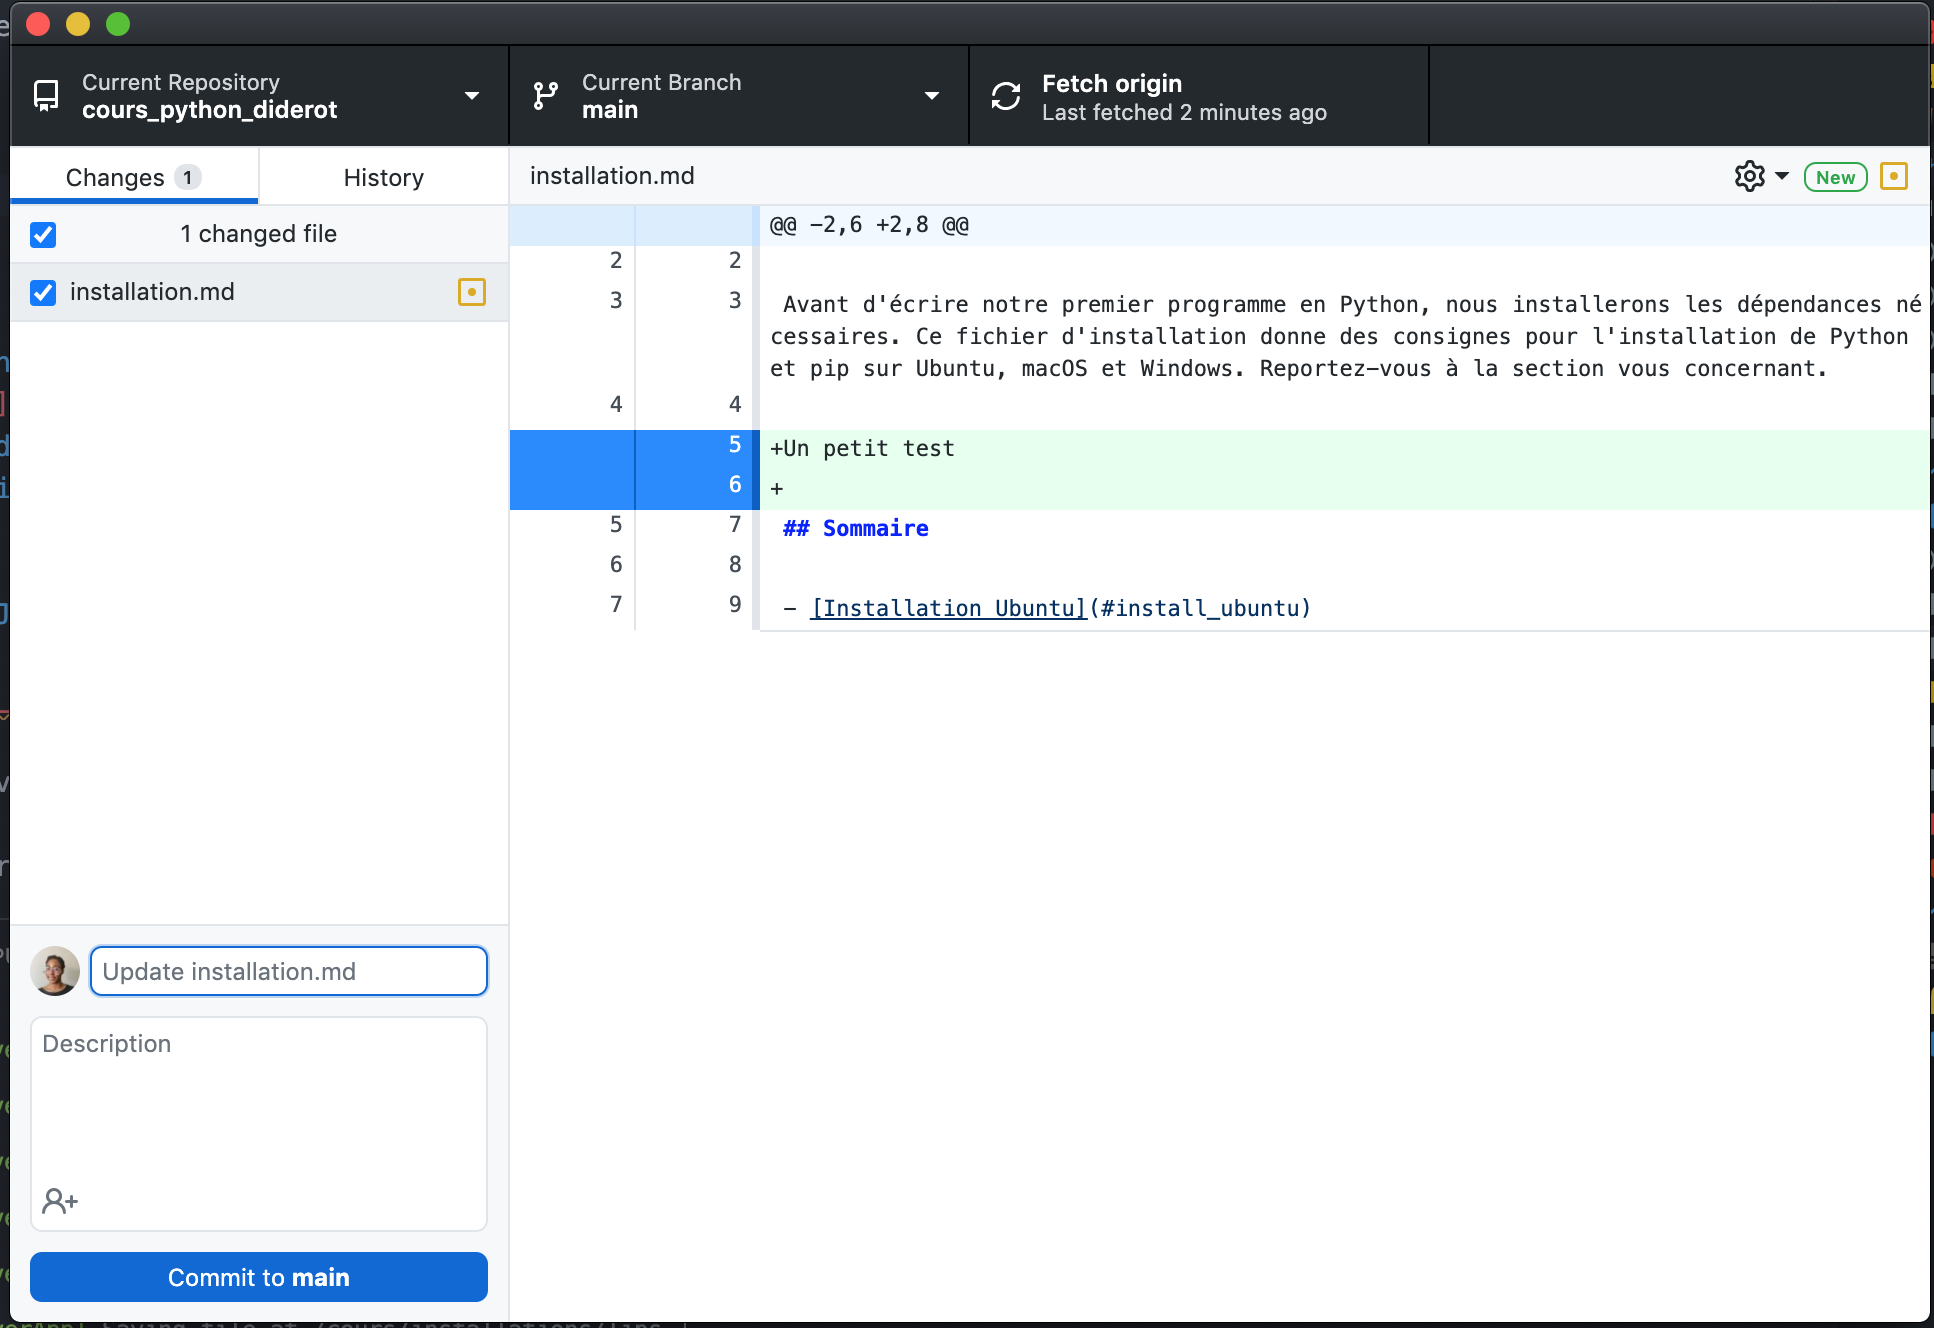 Current Repository
cours_python_diderot
Current Branch
main
Fetch origin
Last fetched 2 minutes ago
Changes 1
History
1 changed file
installation.md
installation.md
New
@@ -2,6 +2,8 @@
2 2
3 3 Avant d'écrire notre premier programme en Python, nous installerons les dépendances né
cessaires. Ce fichier d'installation donne des consignes pour l'installation de Python
et pip sur Ubuntu, macOS et Windows. Reportez-vous à la section vous concernant.
4 4
5 +Un petit test
6 +
5 7 ## Sommaire
6 8
7 9 - [Installation Ubuntu](#install_ubuntu)
Update installation.md
Description
Commit to main